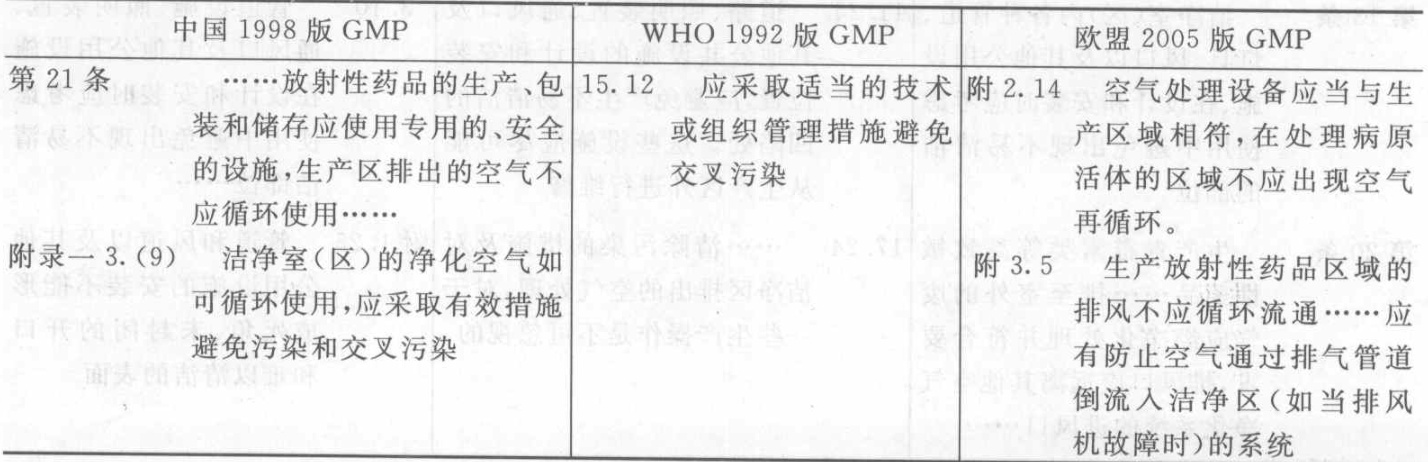 中国 1998 版 GMP
WHO 1992 版 GMP
欧盟 2005 版 GMP
第 21 条 ……放射性药品的生产、包
装和储存应使用专用的、安全
的设施,生产区排出的空气不
应循环使用……
附录一 3.(9) 洁净室(区)的净化空气如
可循环使用,应采取有效措施
避免污染和交叉污染
15.12 应采取适当的技术
或组织管理措施避免
交叉污染
附 2.14 空气处理设备应当与生
产区域相符,在处理病原
活体的区域不应出现空气
再循环。
附 3.5 生产放射性药品区域的
排风不应循环流通……应
有防止空气通过排气管道
倒流入洁净区(如当排风
机故障时)的系统